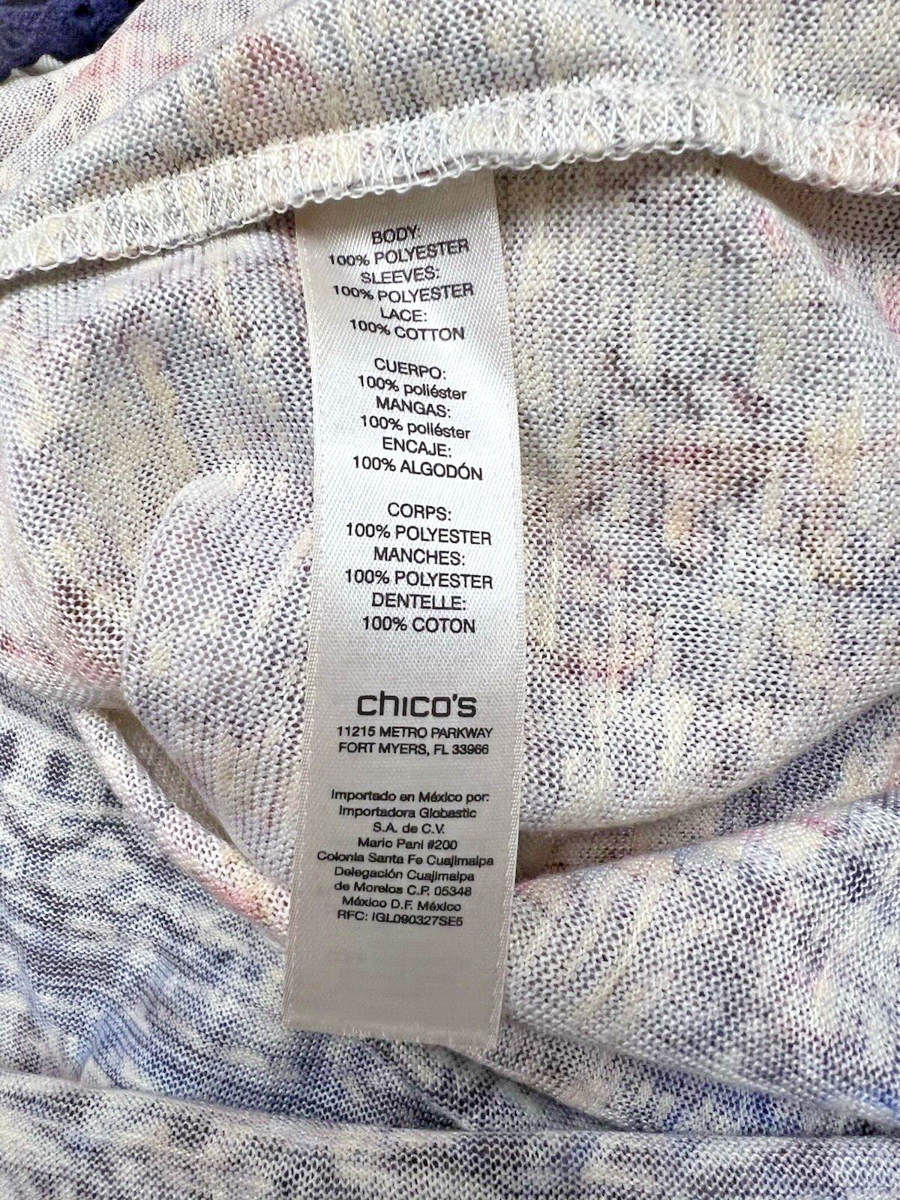 BODY:
100% POLYESTER
SLEEVES:
100% POLYESTER
LACE:
100% COTTON
CUERPO:
100% poliéster
MANGAS:
100% poliéster
ENCAJE:
100% ALGODÓN
CORPS:
100% POLYESTER
MANCHES:
100% POLYESTER
DENTELLE:
100% COTON
chico's
11215 METRO PARKWAY
FORT MYERS, FL 33966
Importado en México por:
Importadora Globastic
S.A. de C.V.
Mario Pani #200
Colonia Santa Fe Cuajimalpa
Delegación Cuajimalpa
de Morelos C.P. 05348
México D.F. México
RFC: IGL090327SE5